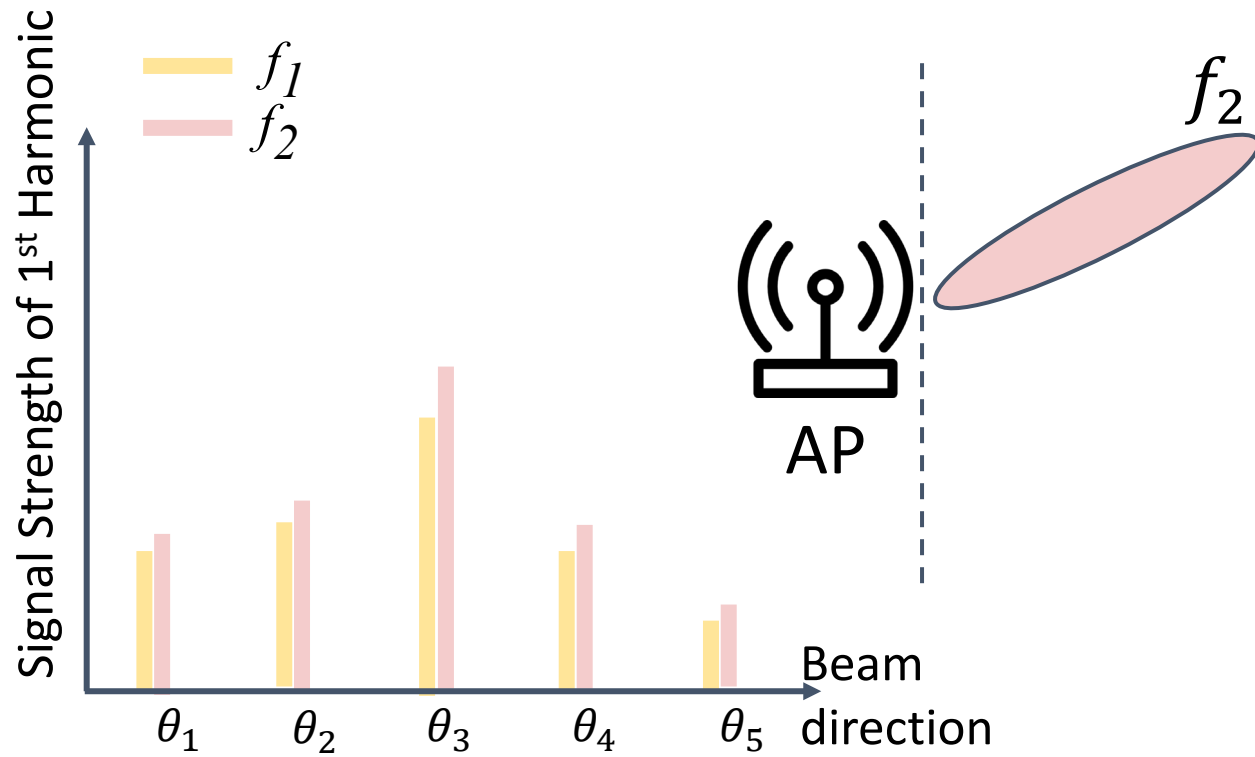 Signal Strength of 1st Harmonic
f1
f2
f2
AP
θ1
θ2
θ3
θ4
θ5
Beam
direction